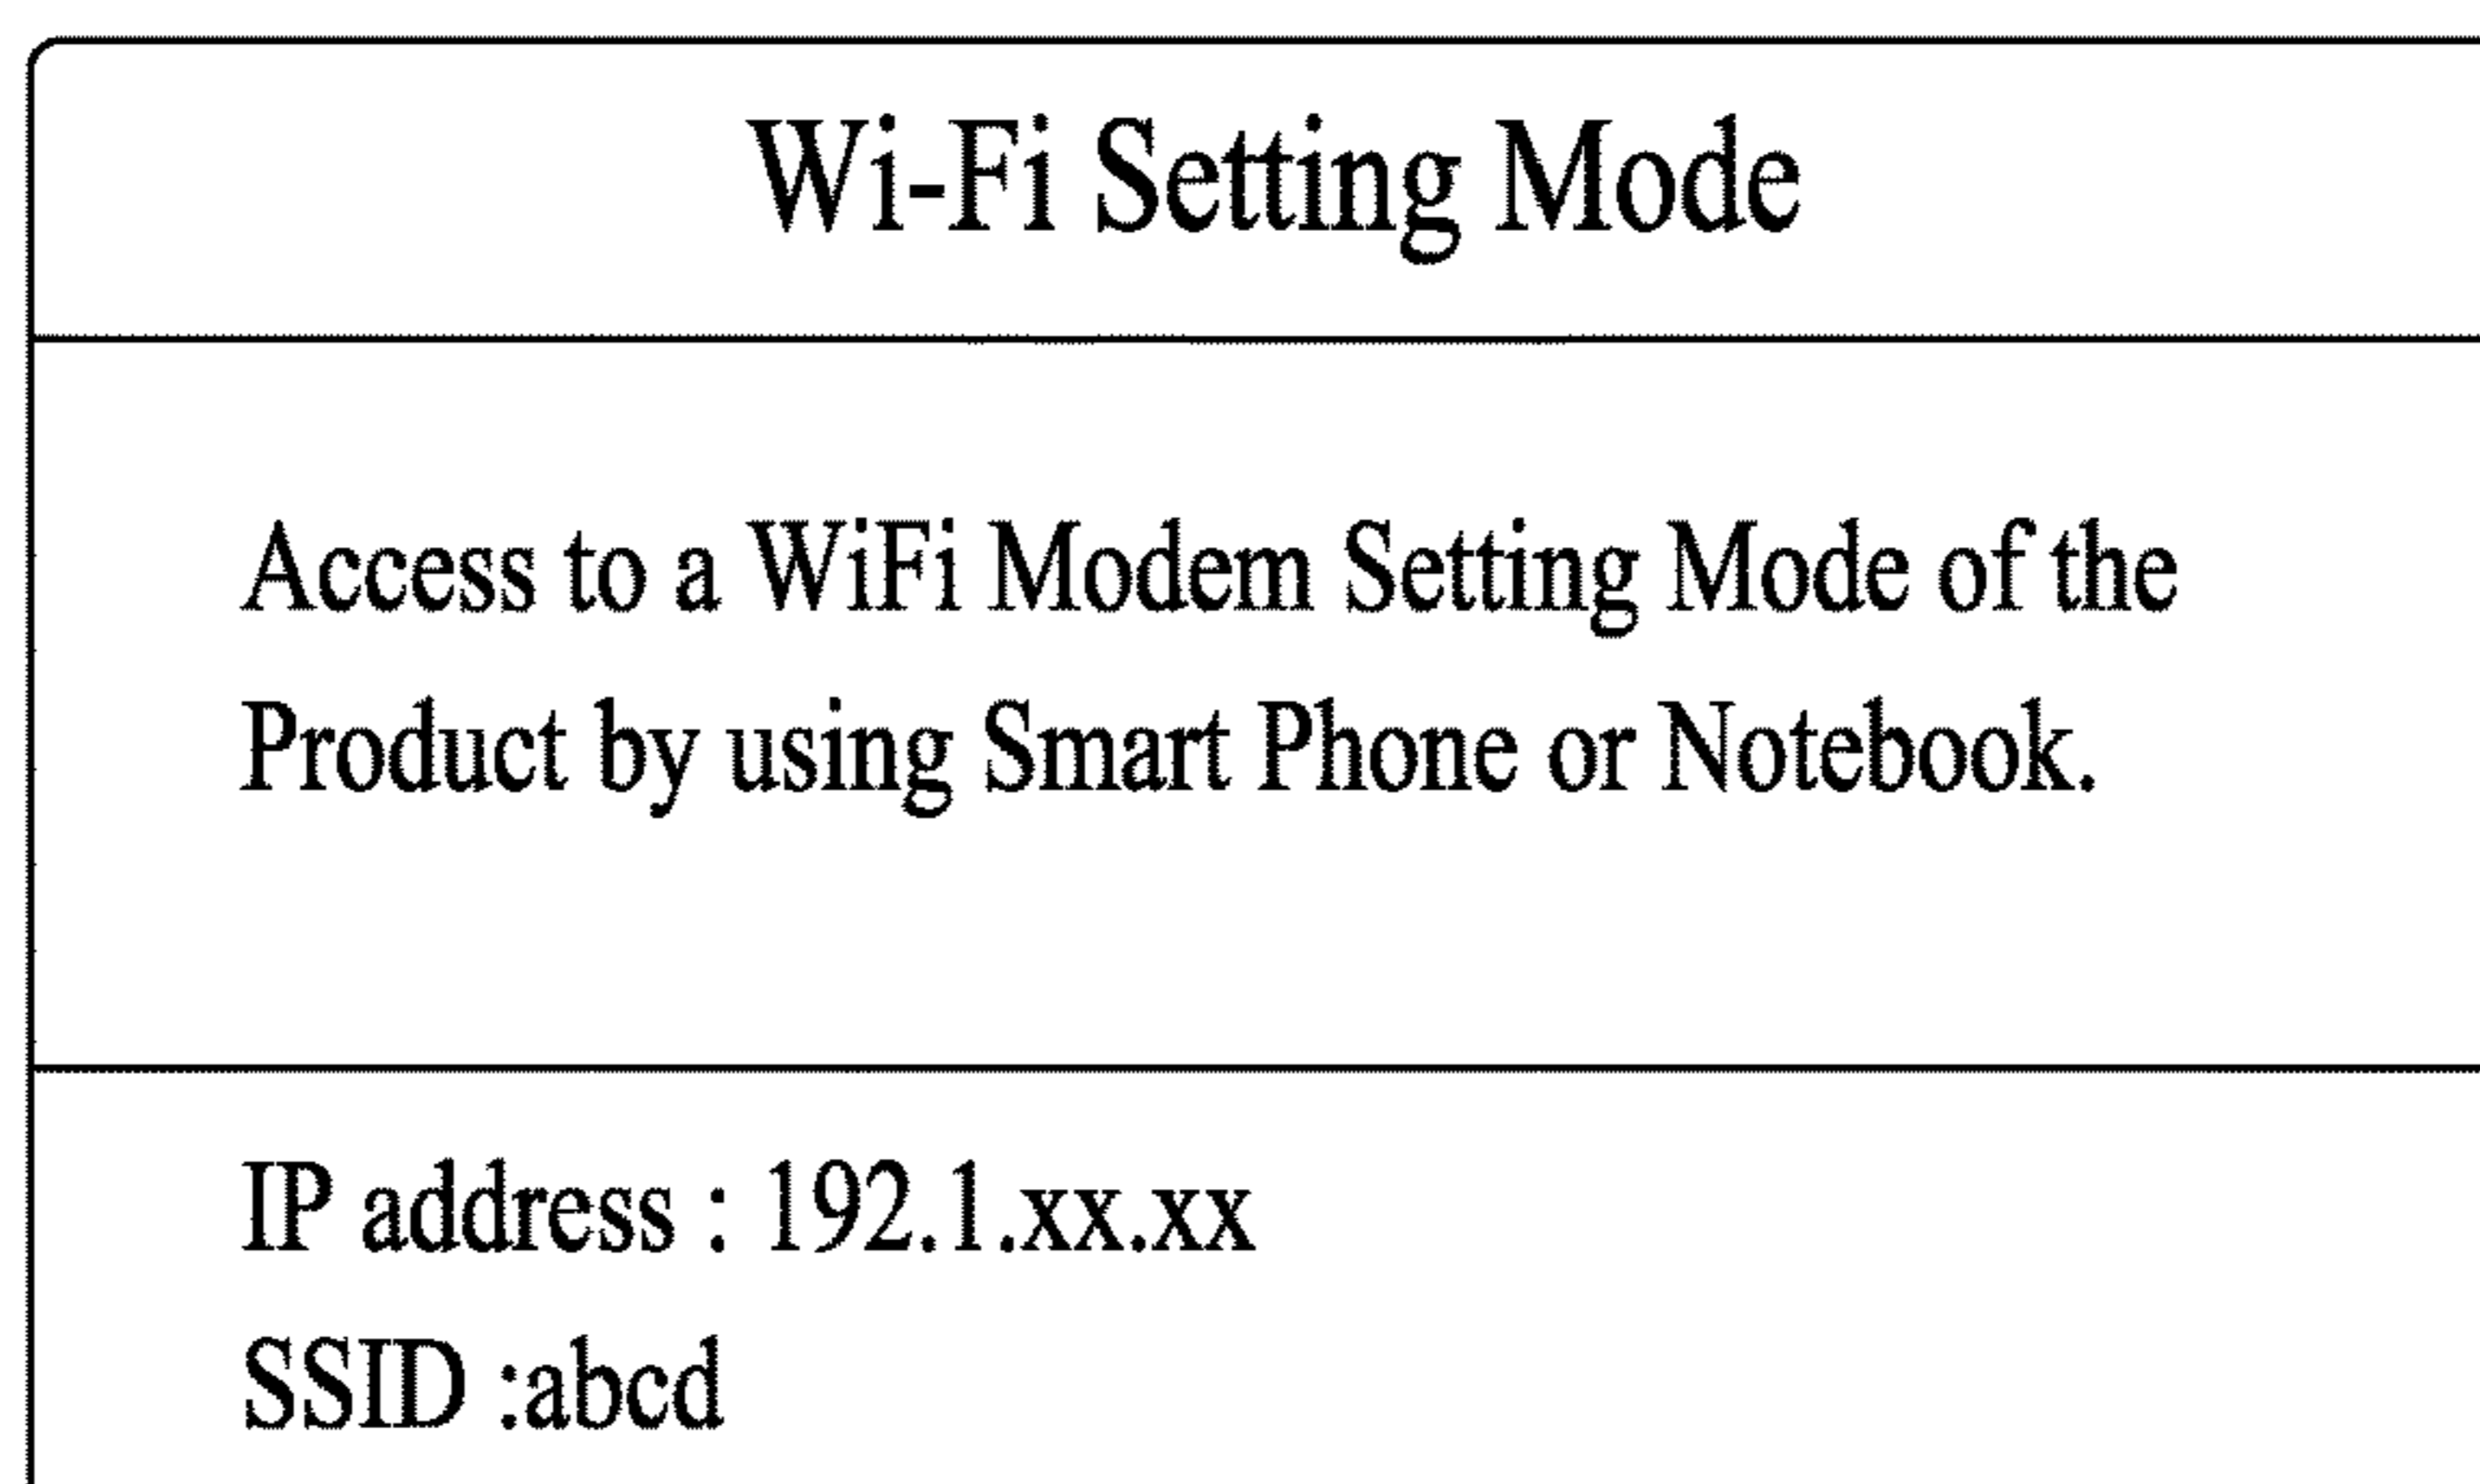 Wi-Fi Setting Mode
Access to a WiFi Modem Setting Mode of the
Product by using Smart Phone or Notebook.
IP address : 192.1.xx.xx
SSID :abcd